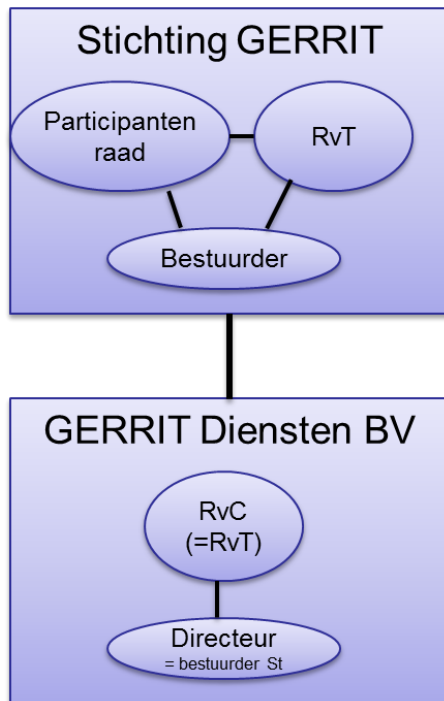 Stichting GERRIT
Participanten
raad
RvT
Bestuurder
GERRIT Diensten BV
RvC
(=RvT)
Directeur
= bestuurder St